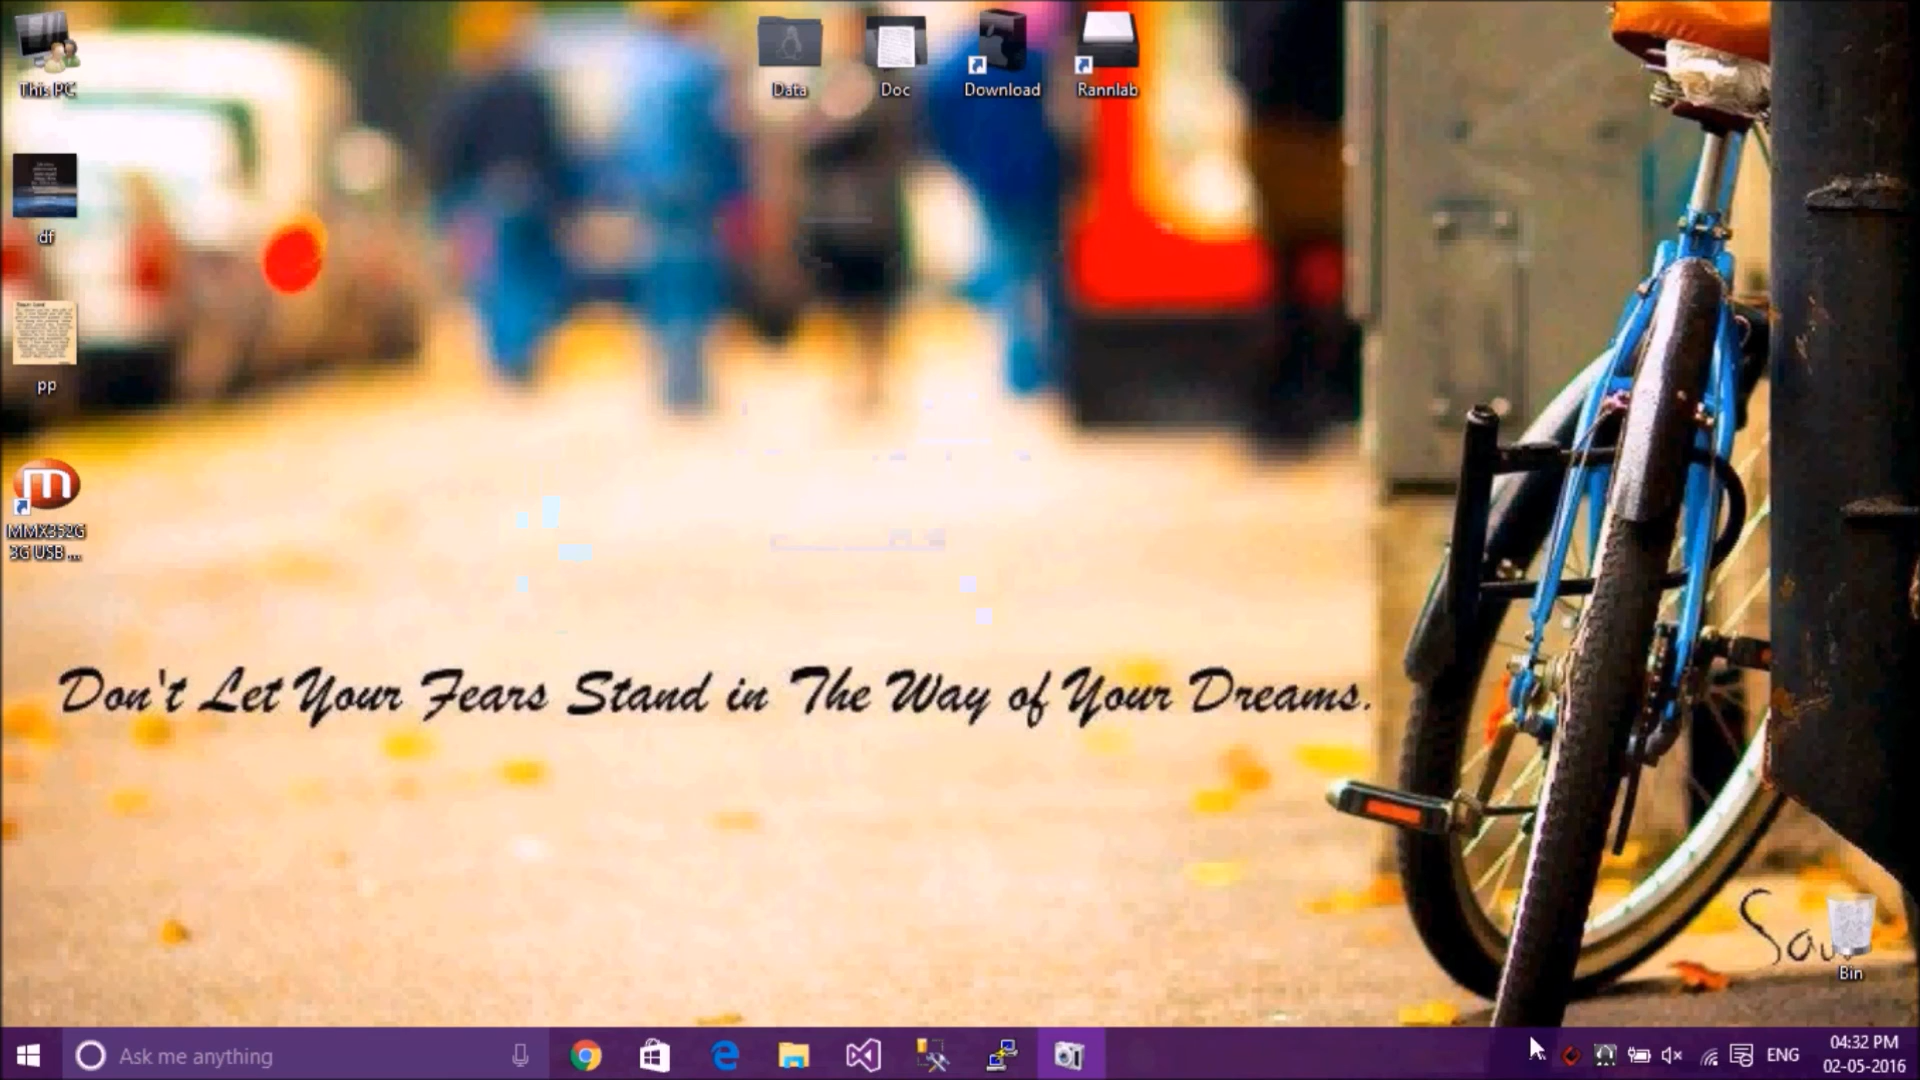 This PC
Data
Doc
Download
Rannlab
df
pp
MMX352G
3G USB ...
Don't Let Your Fears Stand in The Way of Your Dreams.
Bin
Ask me anything
ENG
04:32 PM
02-05-2016